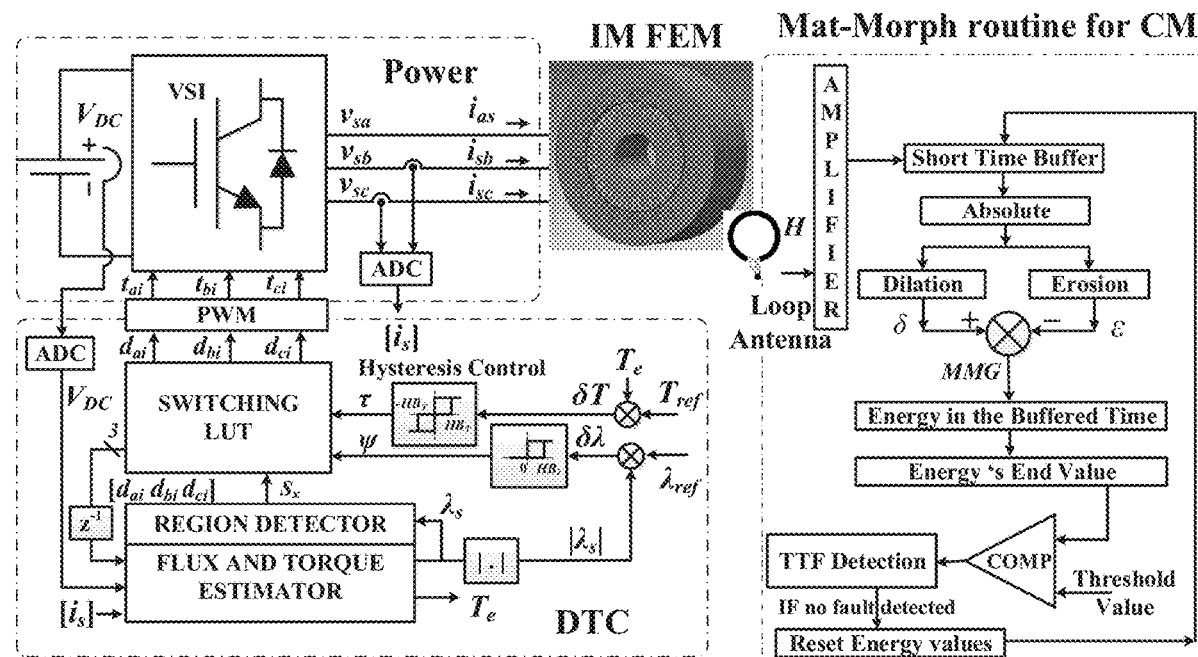 IM FEM
Mat-Morph routine for CM
Power
VSI
V_DC
+
-
v_sa
i_as
v_sb
i_sb
v_sc
i_sc
ADC
[i_s]
t_ai
t_bi
t_ci
PWM
d_ai
d_bi
d_ci
ADC
V_DC
SWITCHING
LUT
3
[d_ai d_bi d_ci]
z^-1
S_x
REGION DETECTOR
FLUX AND TORQUE
ESTIMATOR
[i_s]
Hysteresis Control
τ
-HB_T
HB_T
δT
T_e
T_ref
ψ
0
δλ
λ_ref
λ_s
|.|
|λ_s|
T_e
DTC
H
Loop
Antenna
AMPLIFIER
Short Time Buffer
Absolute
Dilation
Erosion
δ
+
−
ε
MMG
Energy in the Buffered Time
Energy 's End Value
COMP
Threshold
Value
TTF Detection
IF no fault detected
Reset Energy values